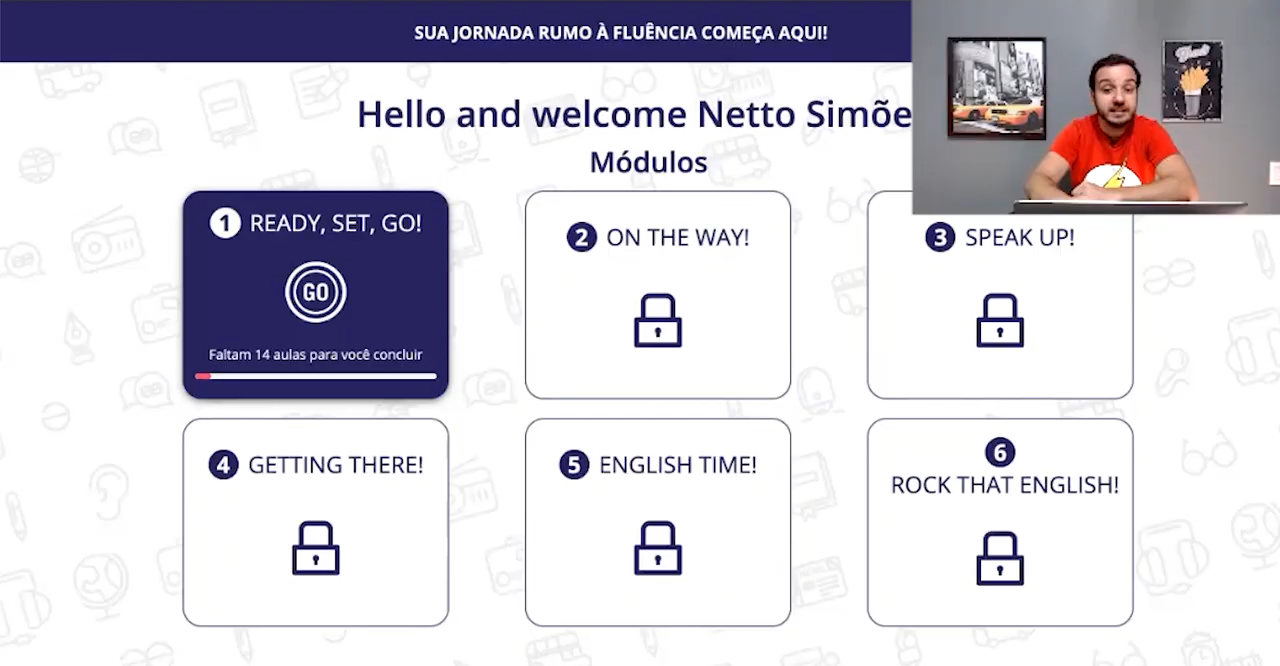 SUA JORNADA RUMO À FLUÊNCIA COMEÇA AQUI!
Hello and welcome Netto Simõe
Módulos
1 READY, SET, GO!
GO
Faltam 14 aulas para você concluir
2 ON THE WAY!
3 SPEAK UP!
4 GETTING THERE!
5 ENGLISH TIME!
6
ROCK THAT ENGLISH!